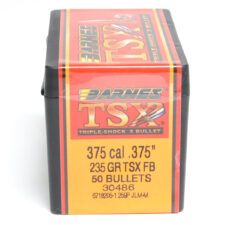 BARNES
TSX
TRIPLE-SHOCK X BULLET
375 cal .375"
235 GR TSX FB
50 BULLETS
30486